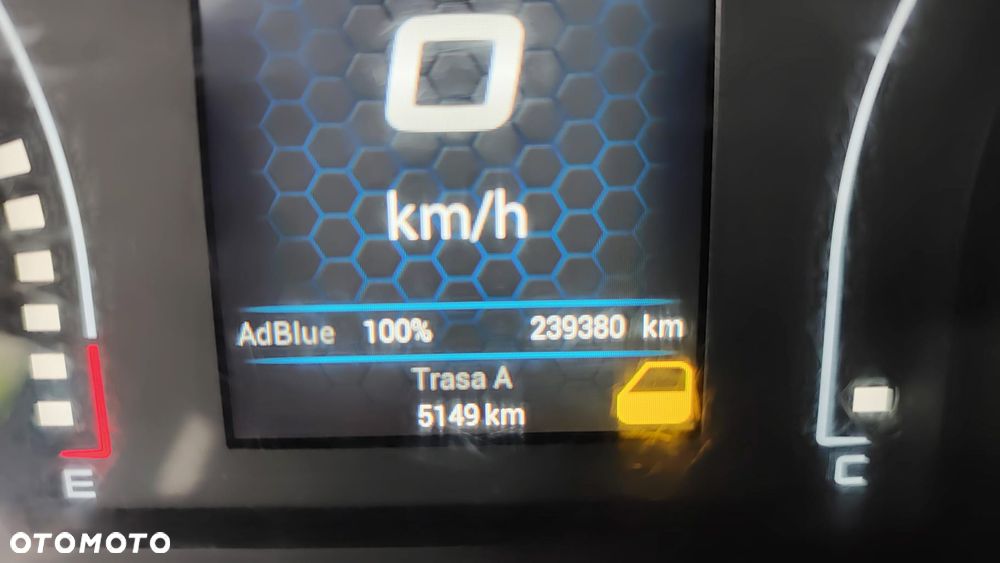 0
km/h
AdBlue 100% 239380 km
Trasa A
5149 km
E
C
OTOMOTO